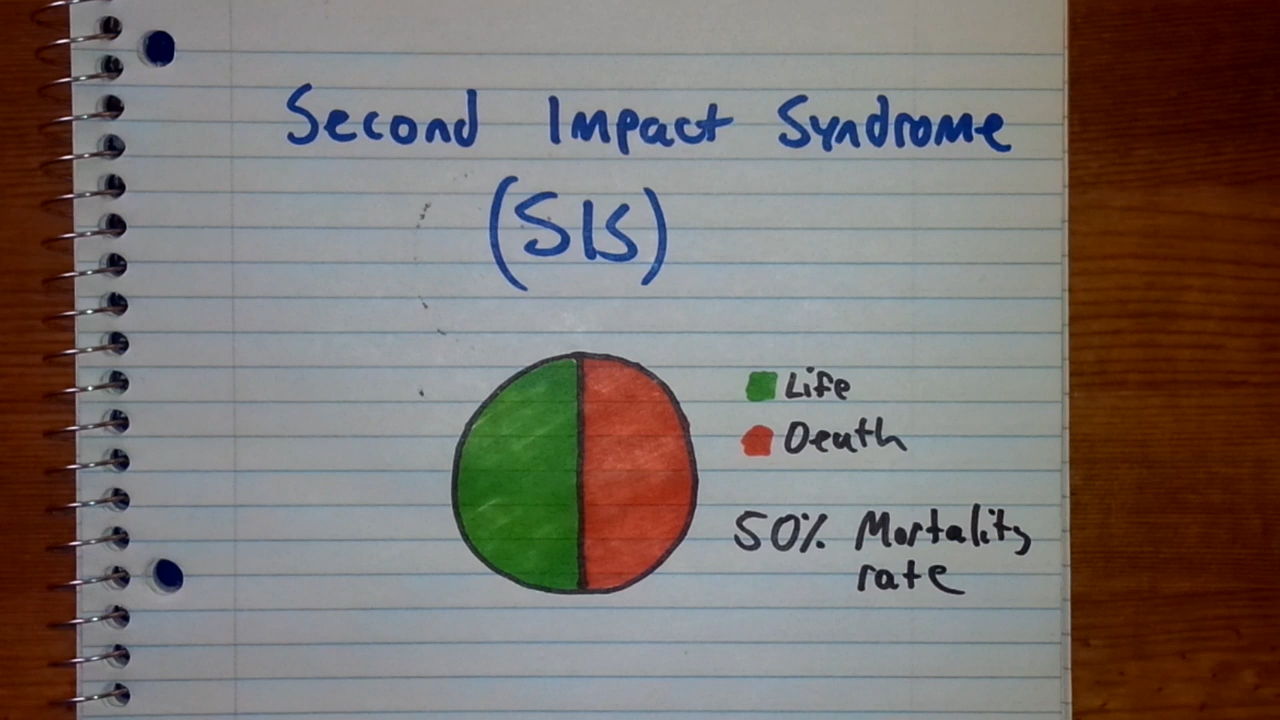 Second Impact Syndrome
(SIS)
Life
Death
50% Mortality
rate